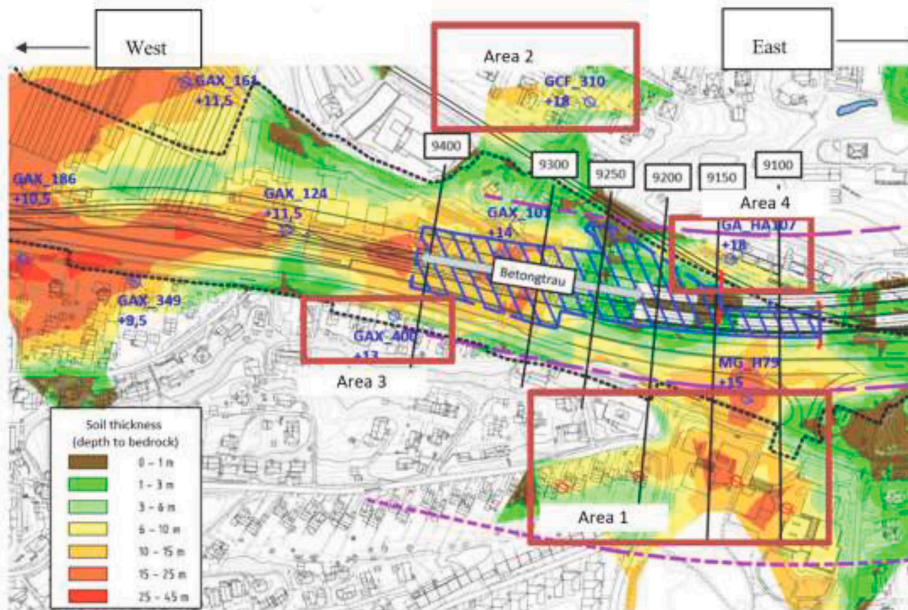 West
East
Area 2
GAX_161
+11,5
GCF_310
+18
9400
9300
9250
9200
9150
9100
GAX_186
+10,5
GAX_124
+11,5
GAX_101
+14
Area 4
GA_HA107
+18
Betongtrau
GAX_349
+9,5
GAX_400
+13
Area 3
MG_H79
+15
Soil thickness
(depth to bedrock)
0 – 1 m
1 – 3 m
3 – 6 m
6 – 10 m
10 – 15 m
15 – 25 m
25 – 45 m
Area 1